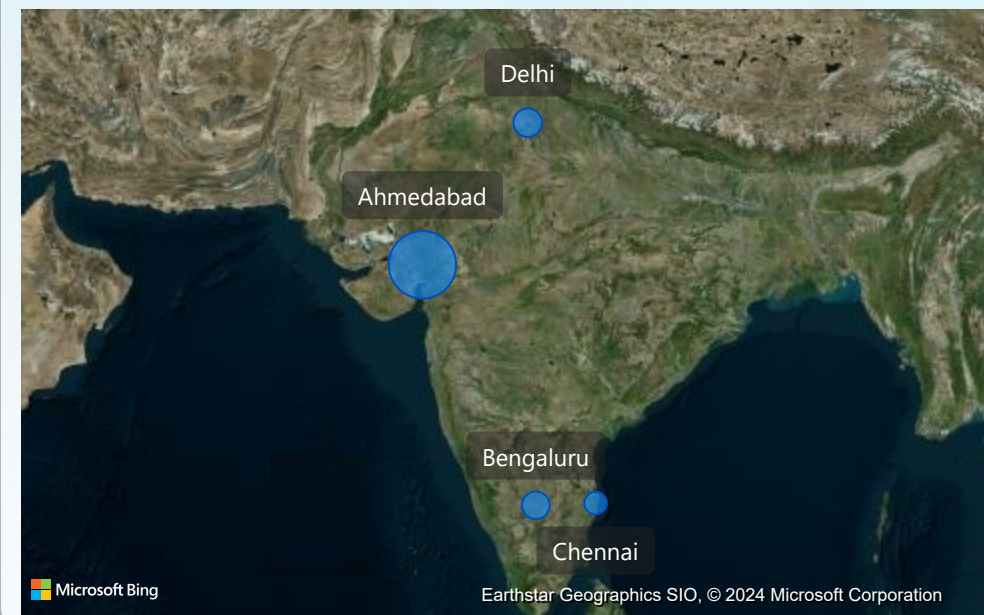 Delhi
Ahmedabad
Bengaluru
Chennai
Microsoft Bing
Earthstar Geographics SIO, © 2024 Microsoft Corporation